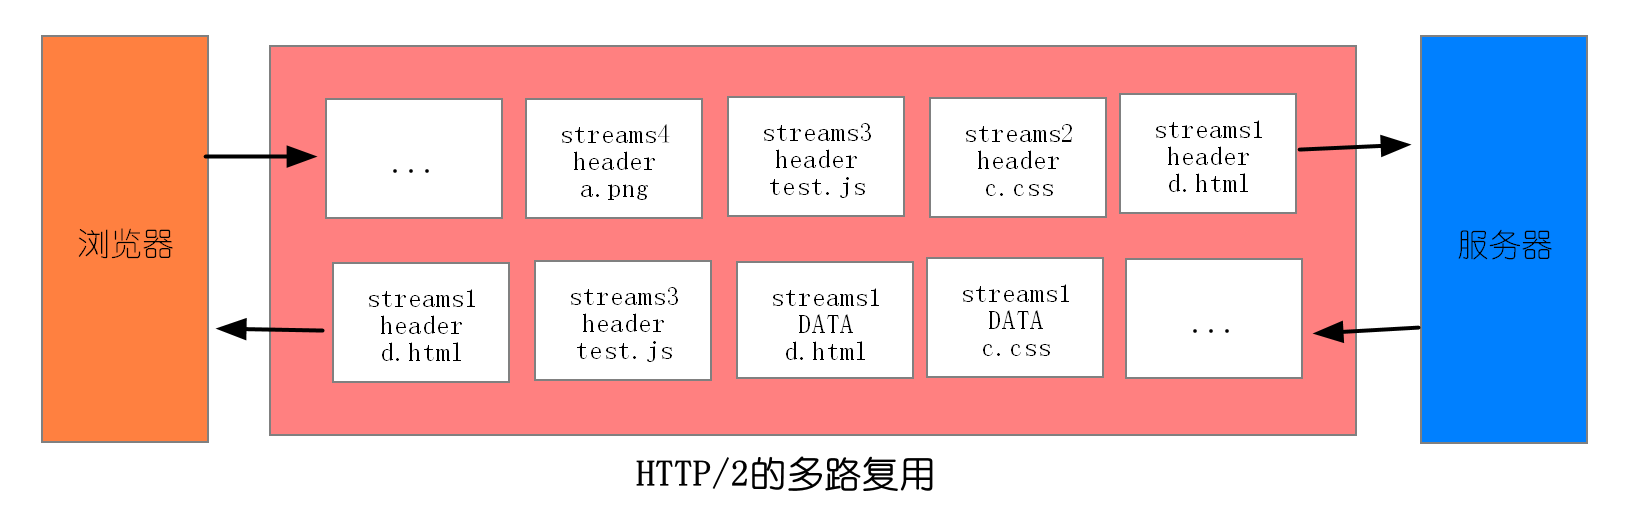 浏览器
...
streams4
header
a.png
streams3
header
test.js
streams2
header
c.css
streams1
header
d.html
streams1
header
d.html
streams3
header
test.js
streams1
DATA
d.html
streams1
DATA
c.css
...
服务器
HTTP/2的多路复用